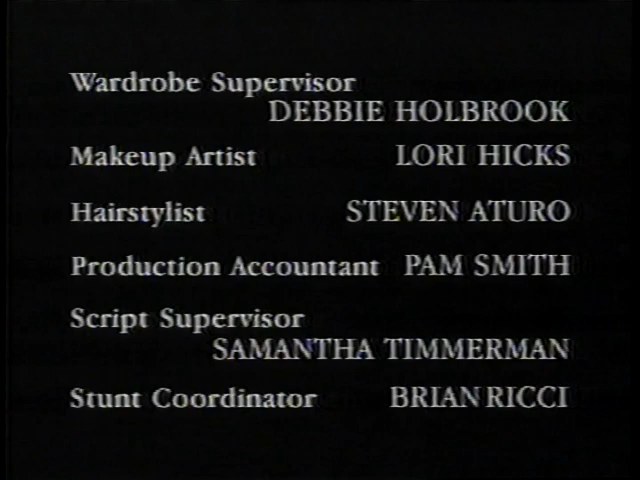 Wardrobe Supervisor
DEBBIE HOLBROOK
Makeup Artist LORI HICKS
Hairstylist STEVEN ATURO
Production Accountant PAM SMITH
Script Supervisor
SAMANTHA TIMMERMAN
Stunt Coordinator BRIAN RICCI